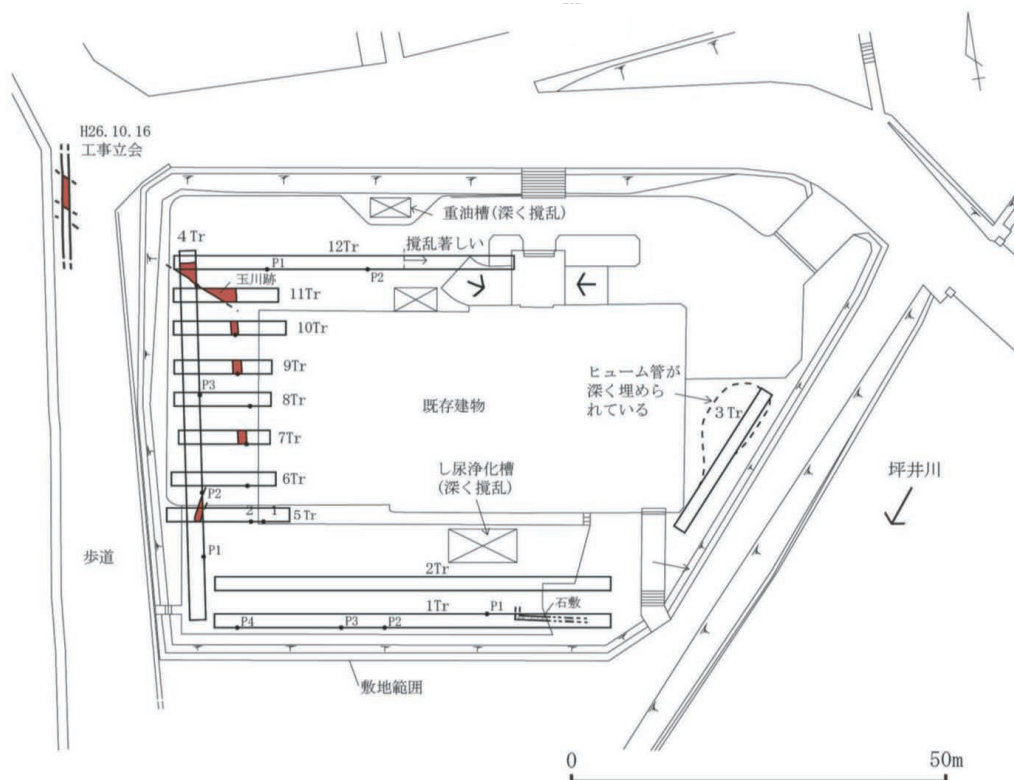 H26.10.16
工事立会
重油槽(深く撹乱)
4Tr
12Tr
撹乱著しい
P1
P2
玉川跡
11Tr
10Tr
9Tr
P3
8Tr
既存建物
ヒューム管が
深く埋めら
れている
3Tr
7Tr
し尿浄化槽
(深く撹乱)
坪井川
6Tr
P2
2
1
5Tr
歩道
P1
2Tr
1Tr
P1
石敷
P4
P3
P2
敷地範囲
0
50m